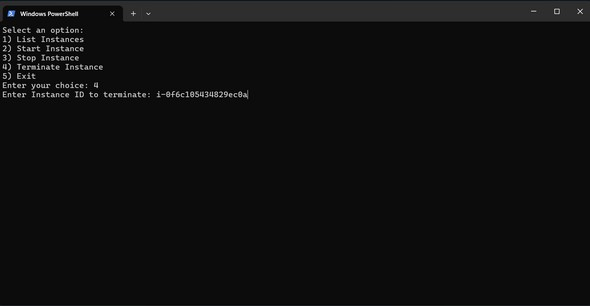 Windows PowerShell
Select an option:
1) List Instances
2) Start Instance
3) Stop Instance
4) Terminate Instance
5) Exit
Enter your choice: 4
Enter Instance ID to terminate: i-0f6c105434829ec0a